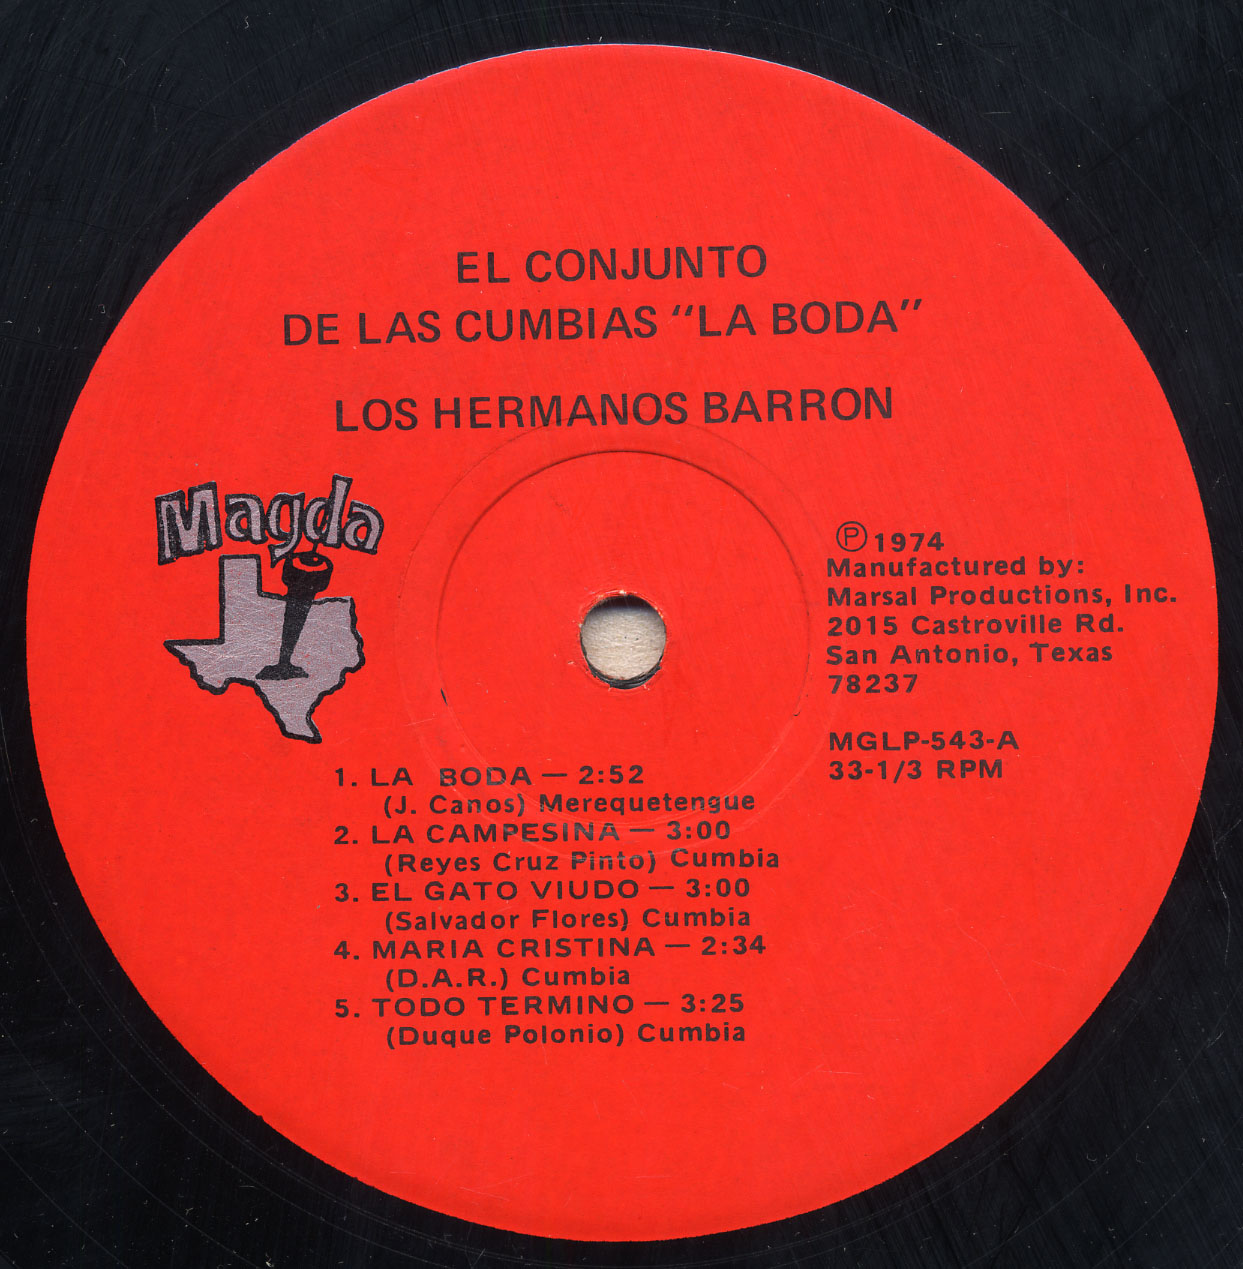 EL CONJUNTO
DE LAS CUMBIAS "LA BODA"
LOS HERMANOS BARRON
Magda
Ⓟ 1974
Manufactured by:
Marsal Productions, Inc.
2015 Castroville Rd.
San Antonio, Texas
78237
MGLP-543-A
33-1/3 RPM
1. LA BODA — 2:52
(J. Canos) Merequetengue
2. LA CAMPESINA — 3:00
(Reyes Cruz Pinto) Cumbia
3. EL GATO VIUDO — 3:00
(Salvador Flores) Cumbia
4. MARIA CRISTINA — 2:34
(D.A.R.) Cumbia
5. TODO TERMINO — 3:25
(Duque Polonio) Cumbia